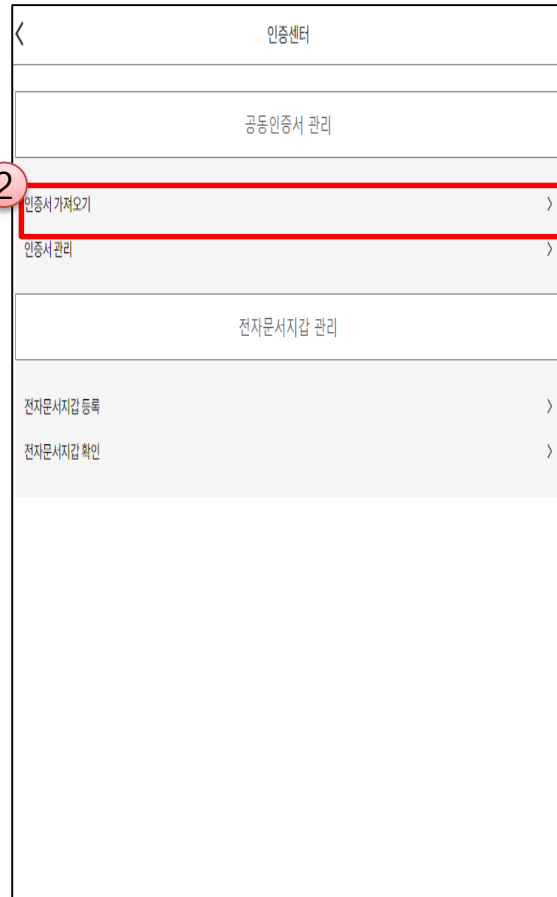 인증센터
공동인증서 관리
2
인증서 가져오기
인증서 관리
전자문서지갑 관리
전자문서지갑 등록
전자문서지갑 확인